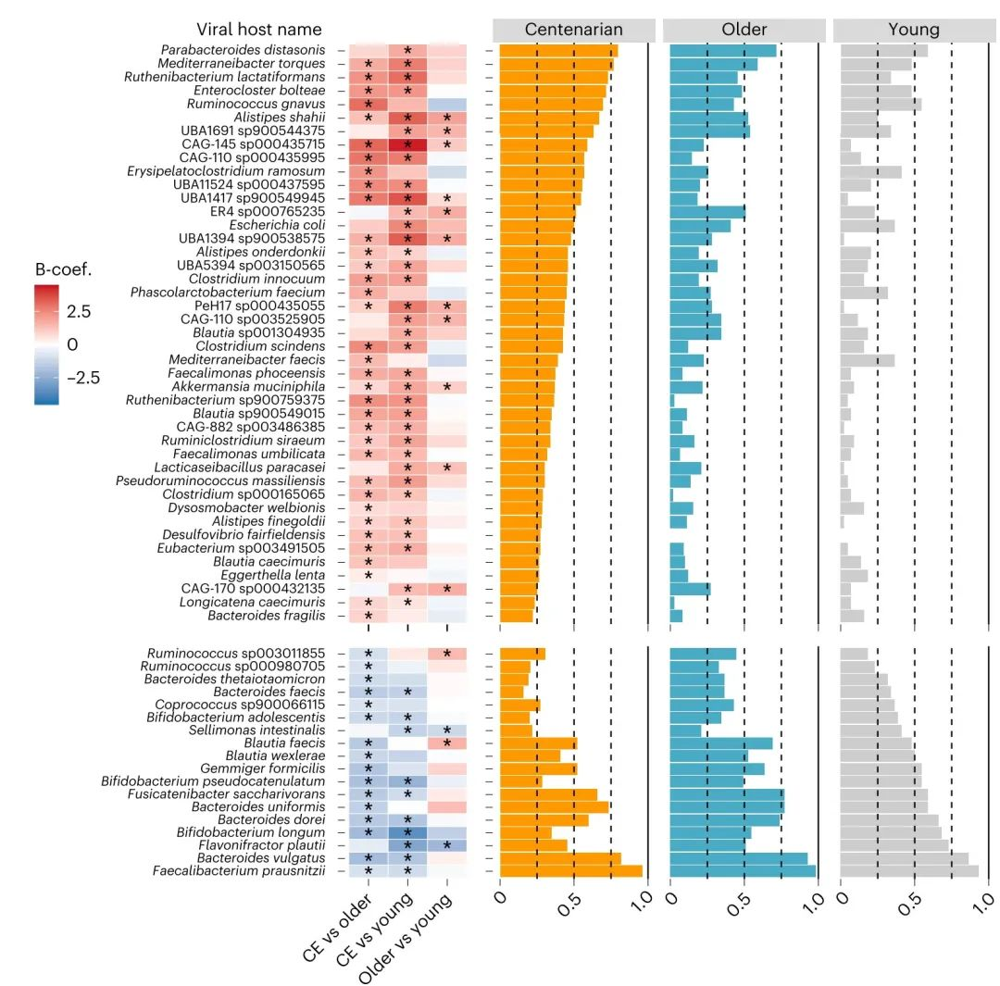 Viral host name
Centenarian
Older
Young
Parabacteroides distasonis
Mediterraneibacter torques
Ruthenibacterium lactatiformans
Enterocloster bolteae
Ruminococcus gnavus
Alistipes shahii
UBA1691 sp900544375
CAG-145 sp000435715
CAG-110 sp000435995
Erysipelatoclostridium ramosum
UBA11524 sp000437595
UBA1417 sp900549945
ER4 sp000765235
Escherichia coli
UBA1394 sp900538575
Alistipes onderdonkii
UBA5394 sp003150565
Clostridium innocuum
Phascolarctobacterium faecium
PeH17 sp000435055
CAG-110 sp003525905
Blautia sp001304935
Clostridium scindens
Mediterraneibacter faecis
Faecalimonas phoceensis
Akkermansia muciniphila
Ruthenibacterium sp900759375
Blautia sp900549015
CAG-882 sp003486385
Ruminiclostridium siraeum
Faecalimonas umbilicata
Lacticaseibacillus paracasei
Pseudoruminococcus massiliensis
Clostridium sp000165065
Dysosmobacter welbionis
Alistipes finegoldii
Desulfovibrio fairfieldensis
Eubacterium sp003491505
Blautia caecimuris
Eggerthella lenta
CAG-170 sp000432135
Longicatena caecimuris
Bacteroides fragilis
B-coef.
2.5
0
−2.5
Ruminococcus sp003011855
Ruminococcus sp000980705
Bacteroides thetaiotaomicron
Bacteroides faecis
Coprococcus sp900066115
Bifidobacterium adolescentis
Sellimonas intestinalis
Blautia faecis
Blautia wexlerae
Gemmiger formicilis
Bifidobacterium pseudocatenulatum
Fusicatenibacter saccharivorans
Bacteroides uniformis
Bacteroides dorei
Bifidobacterium longum
Flavonifractor plautii
Bacteroides vulgatus
Faecalibacterium prausnitzii
CE vs older
CE vs young
Older vs young
0
0.5
1.0
0
0.5
1.0
0
0.5
1.0